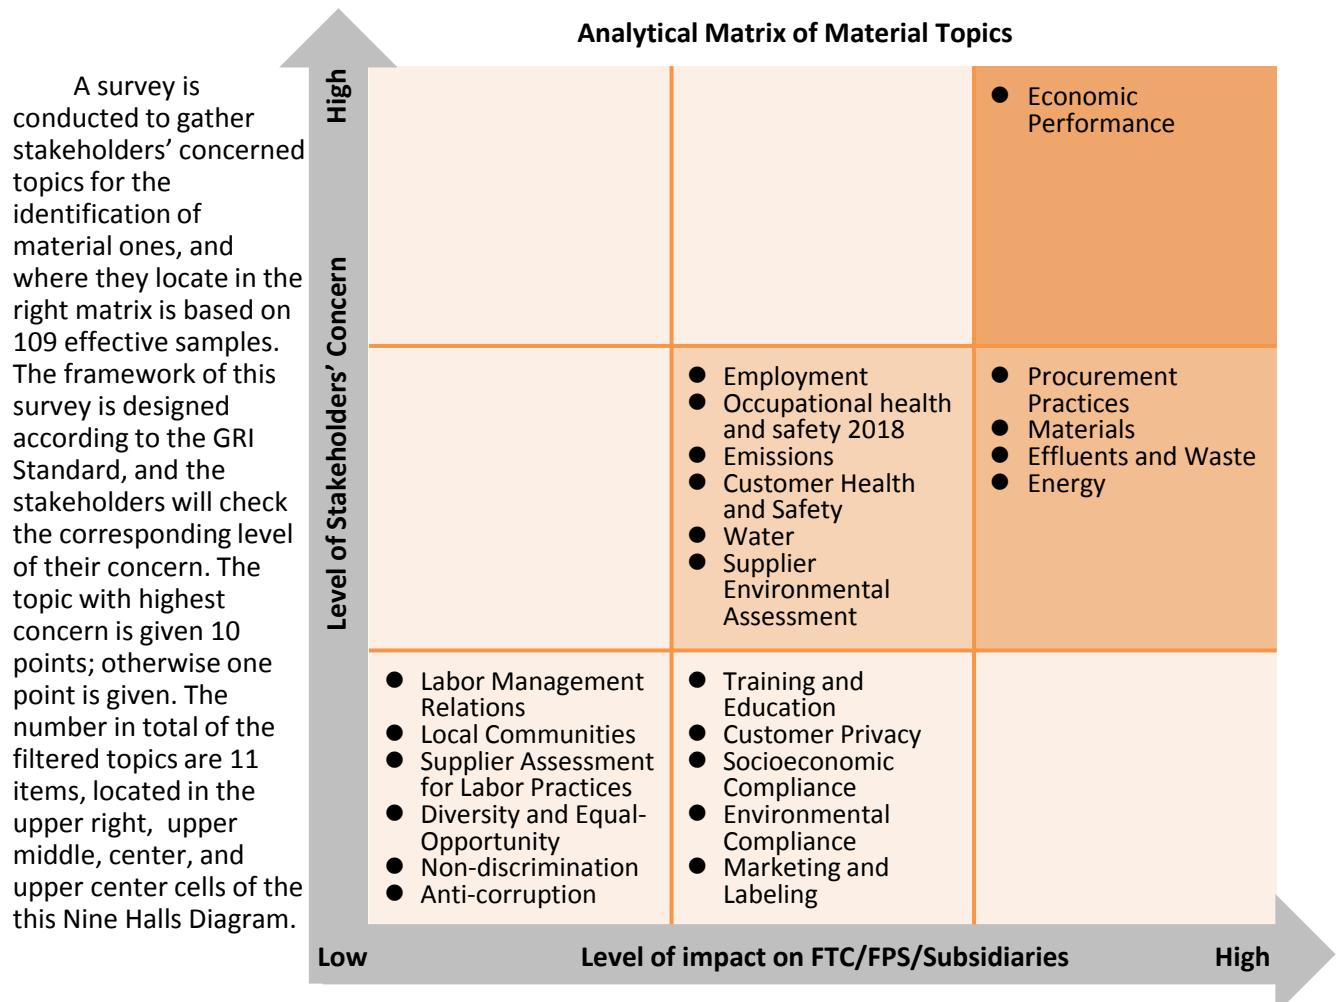 Analytical Matrix of Material Topics
A survey is
conducted to gather
stakeholders’ concerned
topics for the
identification of
material ones, and
where they locate in the
right matrix is based on
109 effective samples.
The framework of this
survey is designed
according to the GRI
Standard, and the
stakeholders will check
the corresponding level
of their concern. The
topic with highest
concern is given 10
points; otherwise one
point is given. The
number in total of the
filtered topics are 11
items, located in the
upper right, upper
middle, center, and
upper center cells of the
this Nine Halls Diagram.
High
Level of Stakeholders’ Concern
● Economic
Performance
● Employment
● Occupational health
and safety 2018
● Emissions
● Customer Health
and Safety
● Water
● Supplier
Environmental
Assessment
● Procurement
Practices
● Materials
● Effluents and Waste
● Energy
● Labor Management
Relations
● Local Communities
● Supplier Assessment
for Labor Practices
● Diversity and Equal-
Opportunity
● Non-discrimination
● Anti-corruption
● Training and
Education
● Customer Privacy
● Socioeconomic
Compliance
● Environmental
Compliance
● Marketing and
Labeling
Low
Level of impact on FTC/FPS/Subsidiaries
High